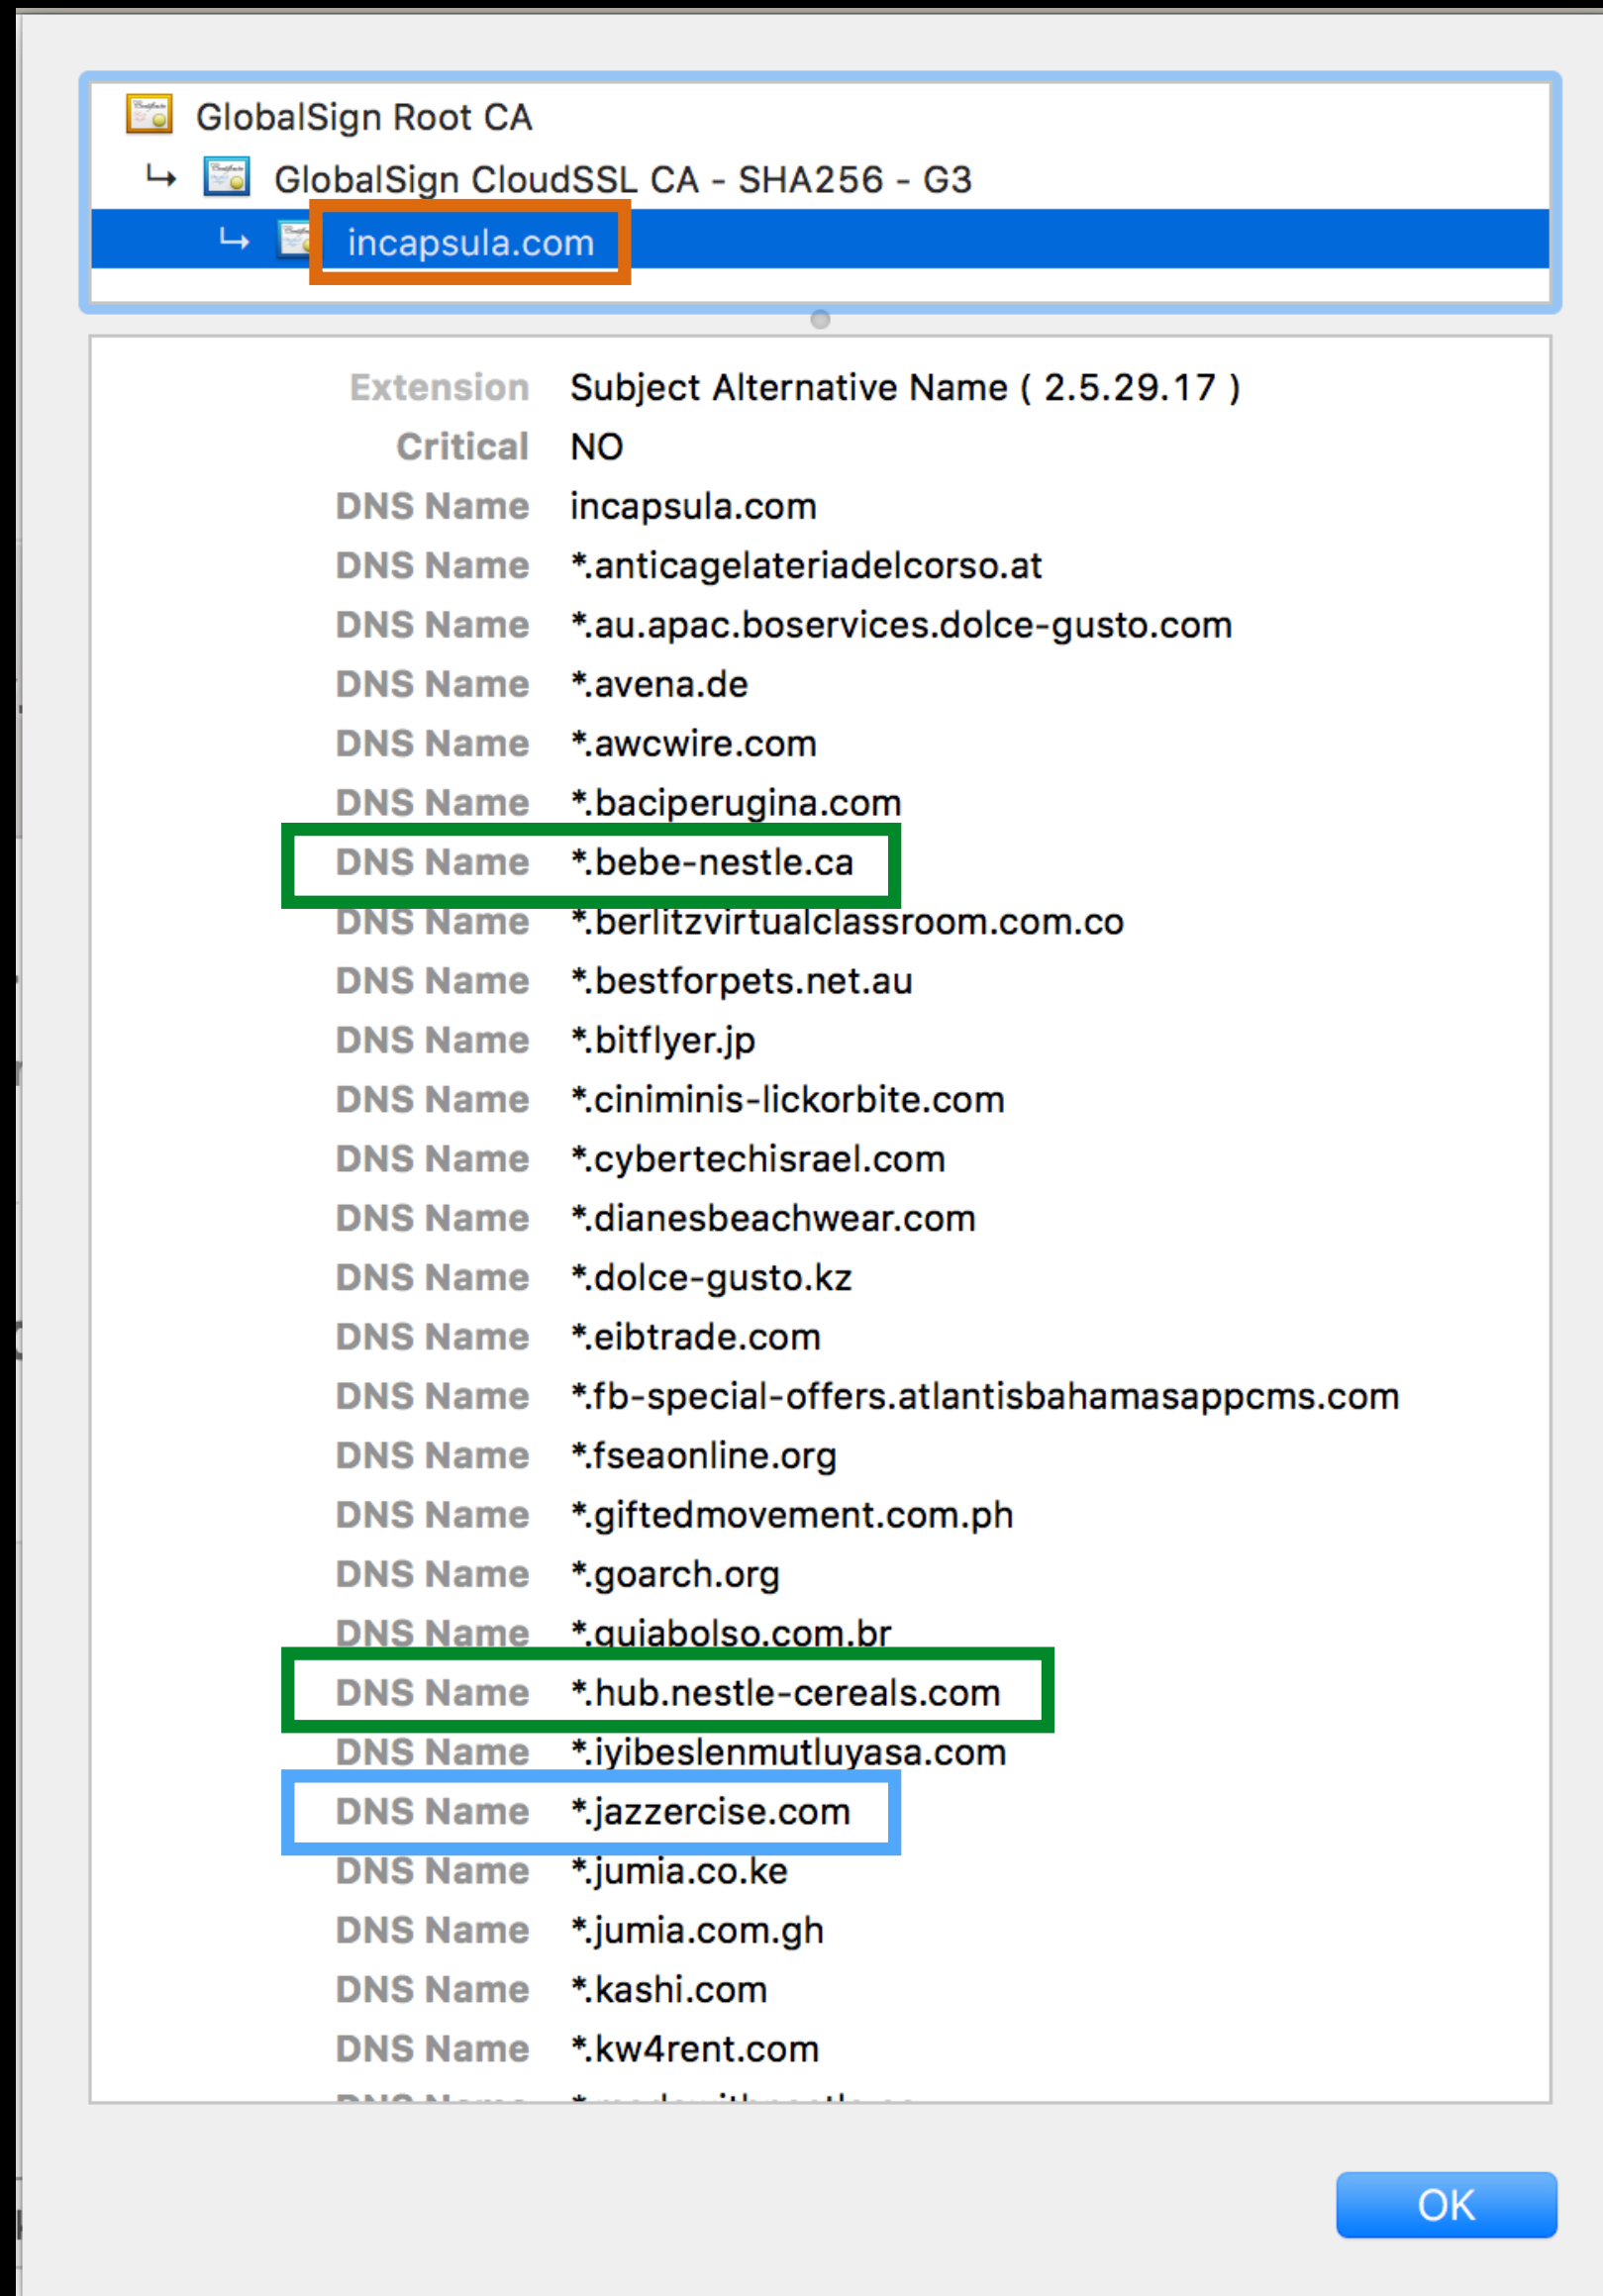 GlobalSign Root CA
GlobalSign CloudSSL CA - SHA256 - G3
incapsula.com
Extension Subject Alternative Name ( 2.5.29.17 )
Critical NO
DNS Name incapsula.com
DNS Name *.anticagelateriadelcorso.at
DNS Name *.au.apac.boservices.dolce-gusto.com
DNS Name *.avena.de
DNS Name *.awcwire.com
DNS Name *.baciperugina.com
DNS Name *.bebe-nestle.ca
DNS Name *.berlitzvirtualclassroom.com.co
DNS Name *.bestforpets.net.au
DNS Name *.bitflyer.jp
DNS Name *.ciniminis-lickorbite.com
DNS Name *.cybertechisrael.com
DNS Name *.dianesbeachwear.com
DNS Name *.dolce-gusto.kz
DNS Name *.eibtrade.com
DNS Name *.fb-special-offers.atlantisbahamasappcms.com
DNS Name *.fseaonline.org
DNS Name *.giftedmovement.com.ph
DNS Name *.goarch.org
DNS Name *.guiabolso.com.br
DNS Name *.hub.nestle-cereals.com
DNS Name *.iyibeslenmutluyasa.com
DNS Name *.jazzercise.com
DNS Name *.jumia.co.ke
DNS Name *.jumia.com.gh
DNS Name *.kashi.com
DNS Name *.kw4rent.com
DNS Name
OK